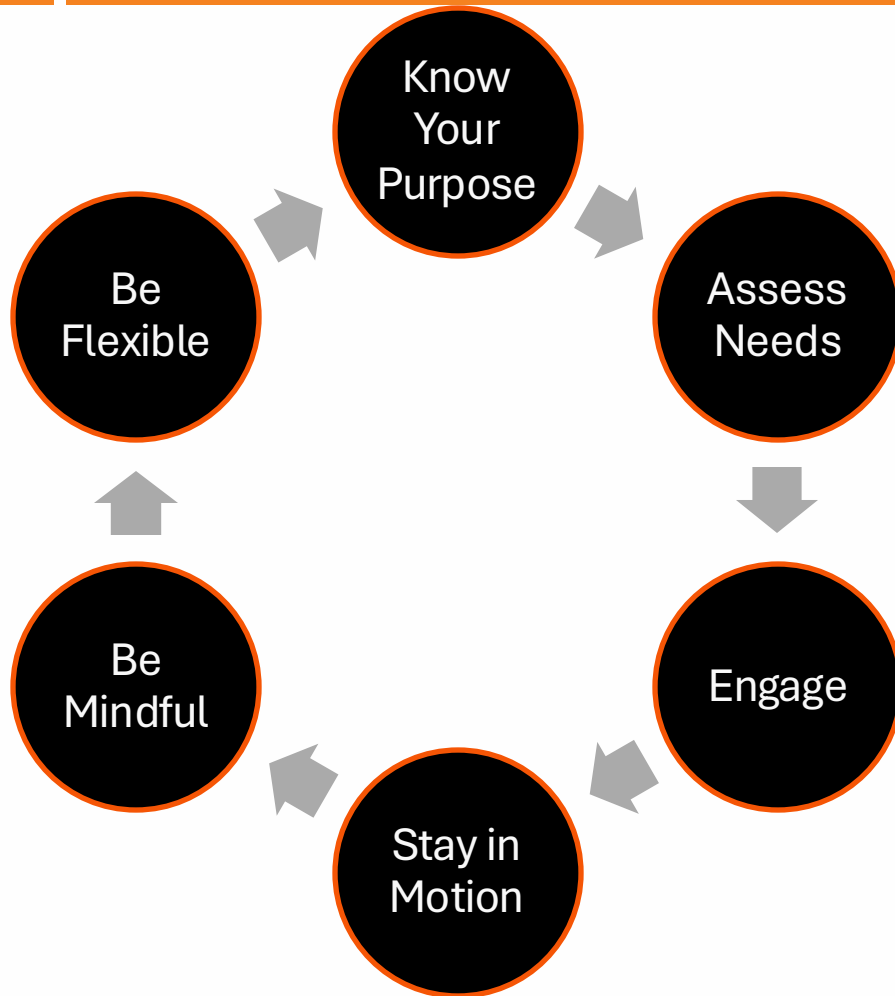 Know
Your
Purpose
Assess
Needs
Engage
Stay in
Motion
Be
Mindful
Be
Flexible